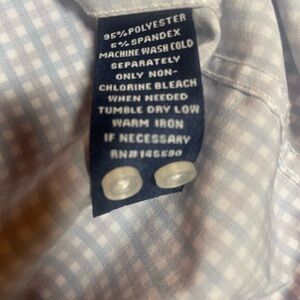 95% POLYESTER
5% SPANDEX
MACHINE WASH COLD
SEPARATELY
ONLY NON-
CHLORINE BLEACH
WHEN NEEDED
TUMBLE DRY LOW
WARM IRON
IF NECESSARY
RN# 145590